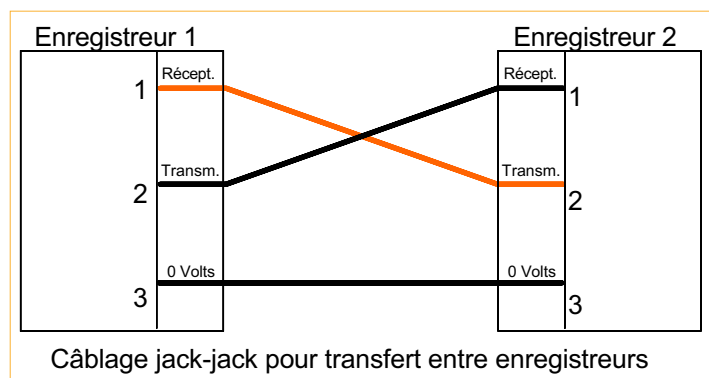 Enregistreur 1
Enregistreur 2
Récept.
Récept.
1
1
Transm.
Transm.
2
2
0 Volts
0 Volts
3
3
Câblage jack-jack pour transfert entre enregistreurs